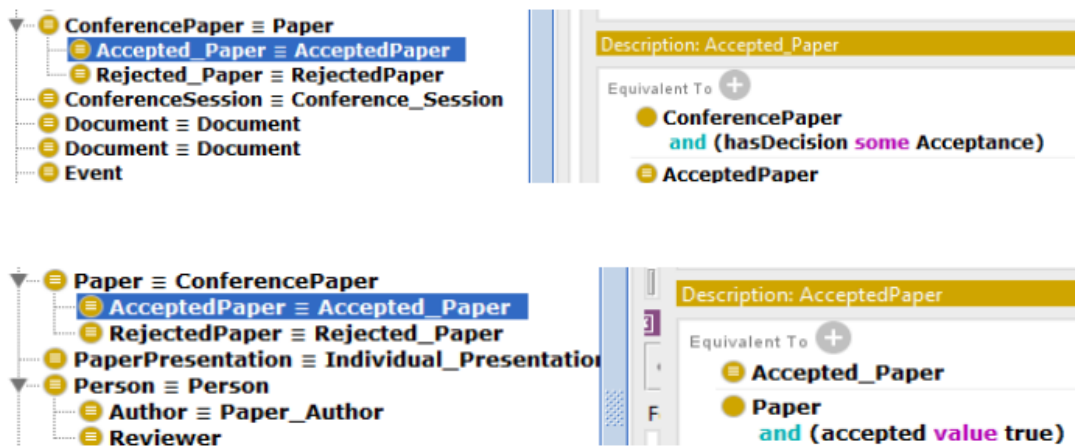 ConferencePaper ≡ Paper
Accepted_Paper ≡ AcceptedPaper
Rejected_Paper ≡ RejectedPaper
ConferenceSession ≡ Conference_Session
Document ≡ Document
Document ≡ Document
Event
Description: Accepted_Paper
Equivalent To
ConferencePaper
and (hasDecision some Acceptance)
AcceptedPaper
Paper ≡ ConferencePaper
AcceptedPaper ≡ Accepted_Paper
RejectedPaper ≡ Rejected_Paper
PaperPresentation ≡ Individual_Presentation
Person ≡ Person
Author ≡ Paper_Author
Reviewer
F
Description: AcceptedPaper
Equivalent To
Accepted_Paper
Paper
and (accepted value true)